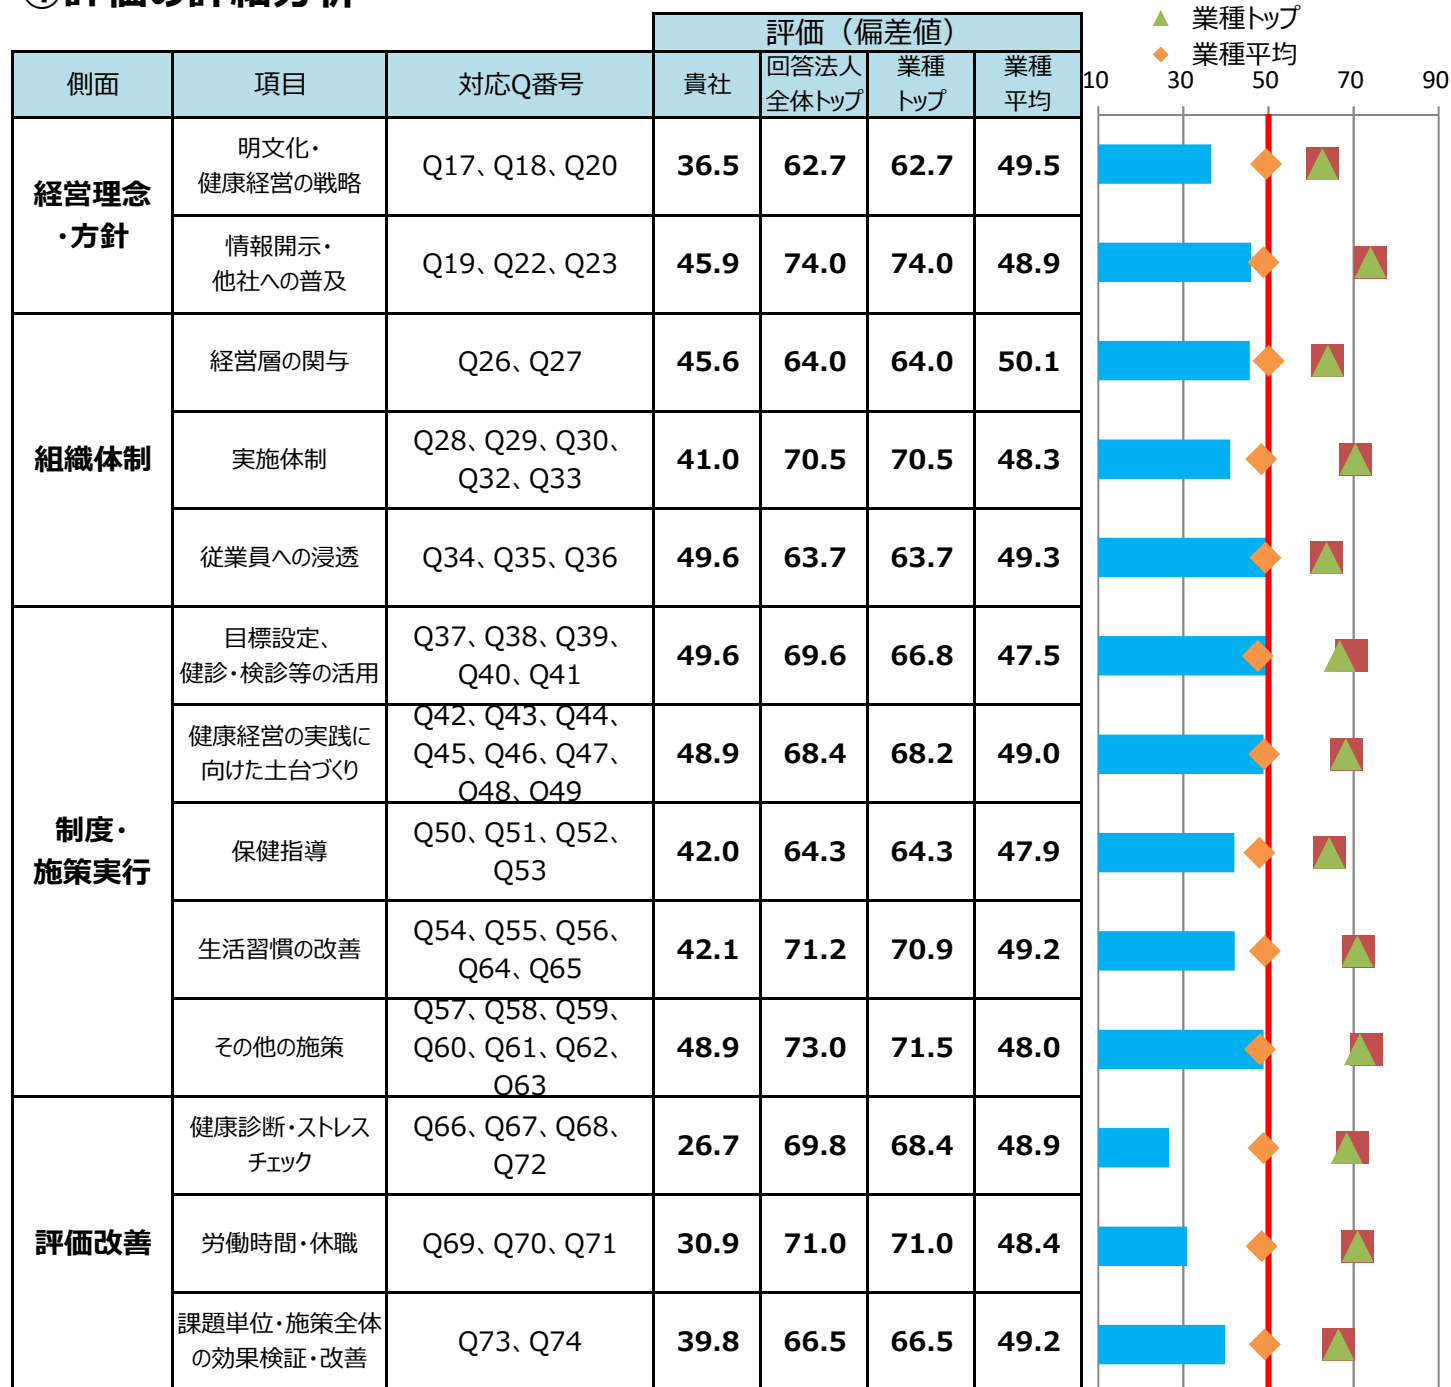 ①評価の詳細分析
▲ 業種トップ
◆ 業種平均
評価（偏差値）
側面 項目 対応Q番号 貴社 回答法人 業種 業種
全体トップ トップ 平均
10 30 50 70 90
経営理念
・方針
明文化・
健康経営の戦略
Q17、Q18、Q20 36.5 62.7 62.7 49.5
情報開示・
他社への普及
Q19、Q22、Q23 45.9 74.0 74.0 48.9
組織体制
経営層の関与 Q26、Q27 45.6 64.0 64.0 50.1
実施体制
Q28、Q29、Q30、
Q32、Q33
41.0 70.5 70.5 48.3
従業員への浸透 Q34、Q35、Q36 49.6 63.7 63.7 49.3
制度・
施策実行
目標設定、
健診・検診等の活用
Q37、Q38、Q39、
Q40、Q41
49.6 69.6 66.8 47.5
健康経営の実践に
向けた土台づくり
Q42、Q43、Q44、
Q45、Q46、Q47、
Q48、Q49
48.9 68.4 68.2 49.0
保健指導
Q50、Q51、Q52、
Q53
42.0 64.3 64.3 47.9
生活習慣の改善
Q54、Q55、Q56、
Q64、Q65
42.1 71.2 70.9 49.2
その他の施策
Q57、Q58、Q59、
Q60、Q61、Q62、
Q63
48.9 73.0 71.5 48.0
評価改善
健康診断・ストレス
チェック
Q66、Q67、Q68、
Q72
26.7 69.8 68.4 48.9
労働時間・休職 Q69、Q70、Q71 30.9 71.0 71.0 48.4
課題単位・施策全体
の効果検証・改善
Q73、Q74 39.8 66.5 66.5 49.2